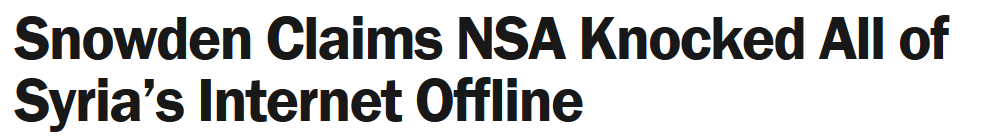 Snowden Claims NSA Knocked All of
Syria’s Internet Offline